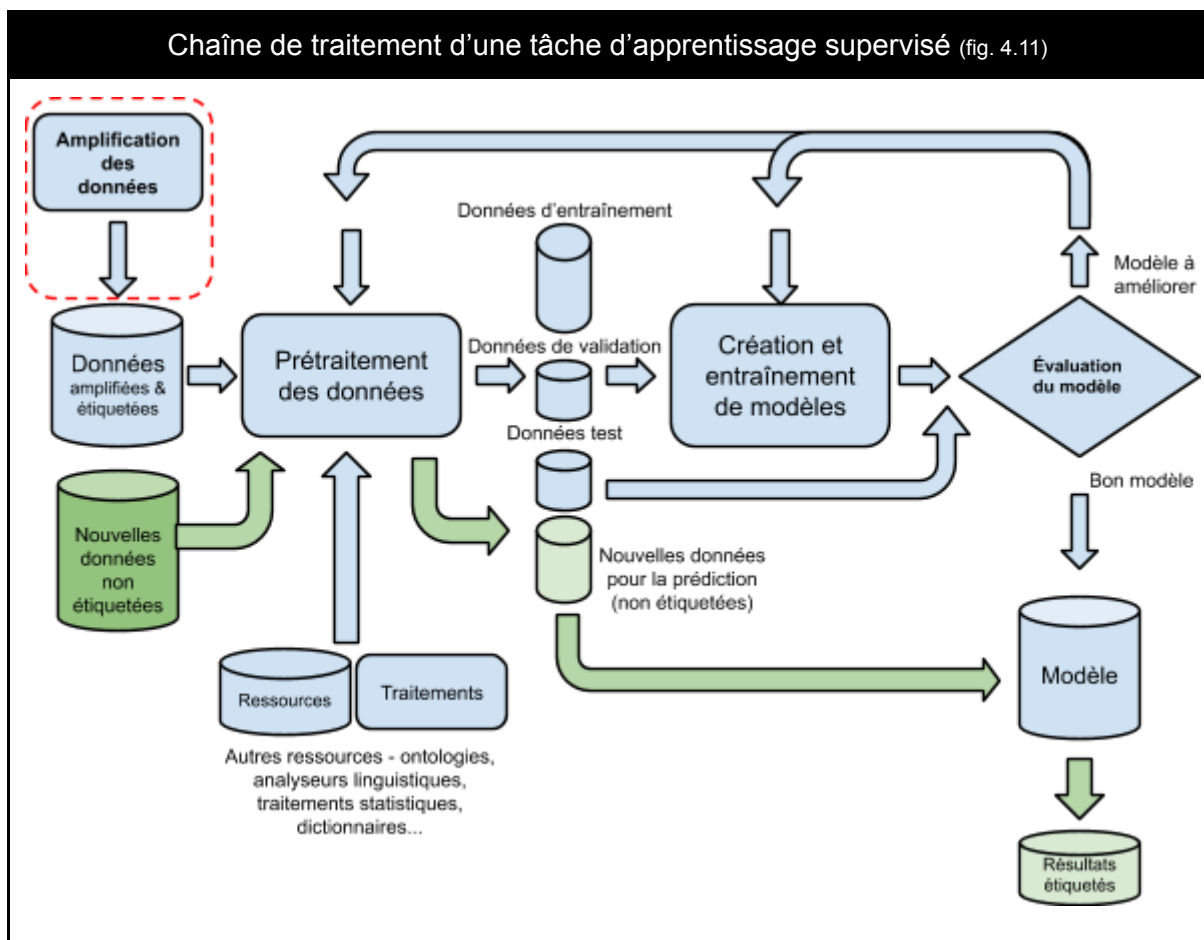 Chaîne de traitement d'une tâche d'apprentissage supervisé (fig. 4.11)
Amplification
des
données
Données d'entraînement
Modèle à
améliorer
Données
amplifiées &
étiquetées
Prétraitement
des données
Données de validation
Création et
entraînement
de modèles
Évaluation
du modèle
Données test
Bon modèle
Nouvelles
données
non
étiquetées
Nouvelles données
pour la prédiction
(non étiquetées)
Ressources
Traitements
Modèle
Autres ressources - ontologies,
analyseurs linguistiques,
traitements statistiques,
dictionnaires...
Résultats
étiquetés